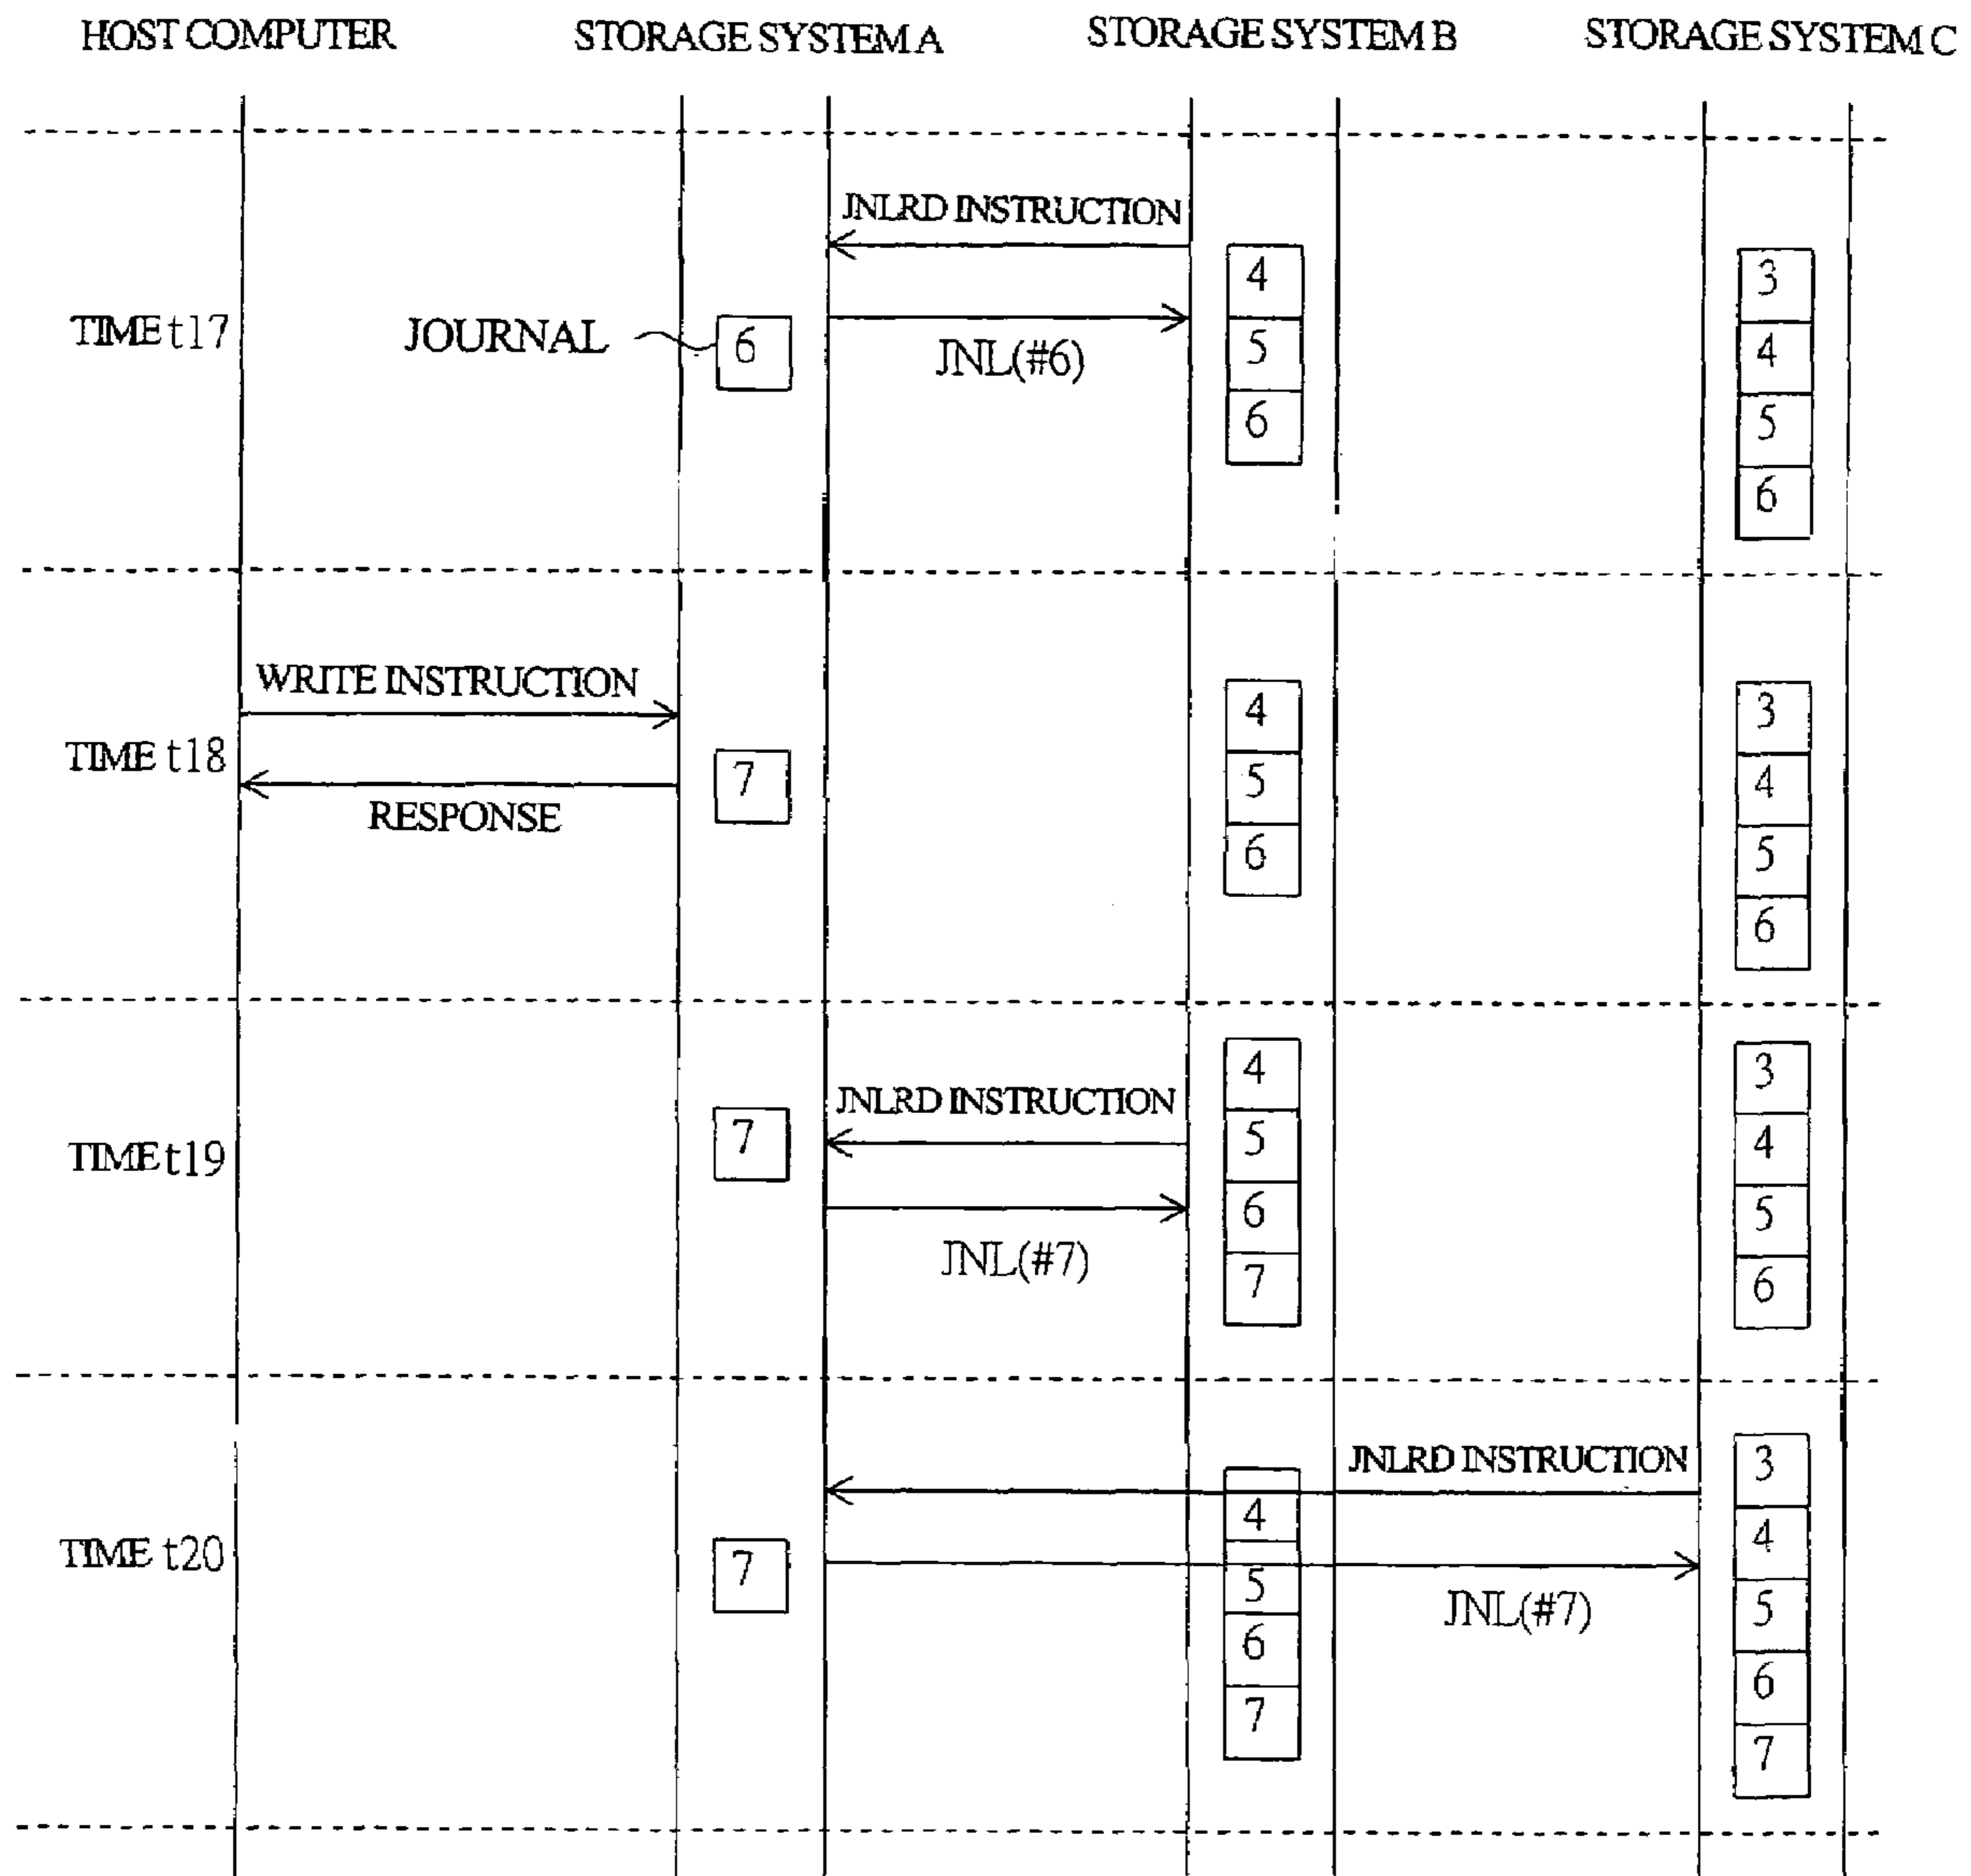 HOST COMPUTER STORAGE SYSTEM A STORAGE SYSTEM B STORAGE SYSTEM C
JNLRD INSTRUCTION
4
3
TIME t17
JOURNAL
6
JNL(#6)
5
4
6
5
6
WRITE INSTRUCTION
4
3
TIME t18
7
5
4
RESPONSE
6
5
6
4
3
JNLRD INSTRUCTION
TIME t19
7
5
4
6
5
JNL(#7)
7
6
JNLRD INSTRUCTION
3
4
4
TIME t20
7
5
JNL(#7)
5
6
6
7
7